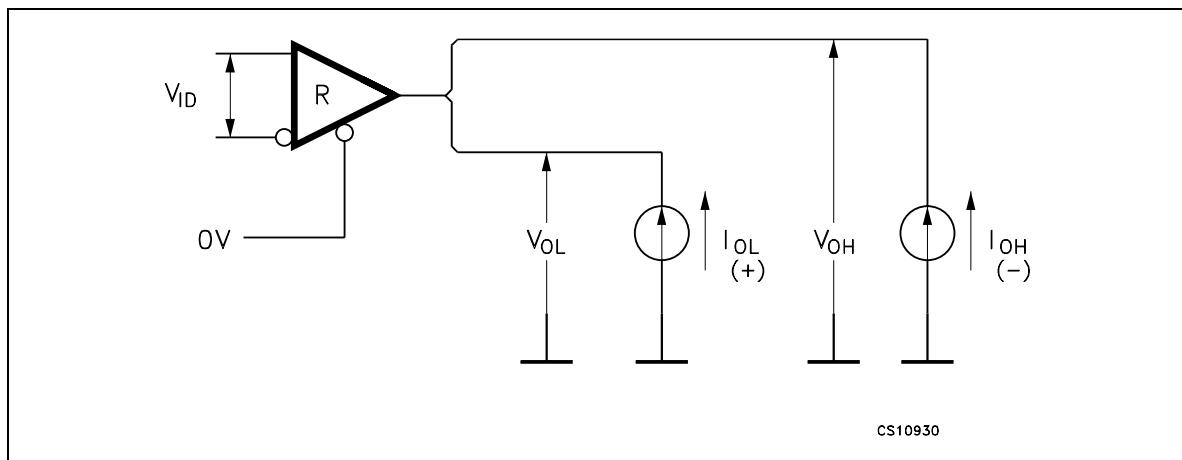 R
V_ID
0V
V_OL
I_OL
(+)
V_OH
I_OH
(−)
CS10930